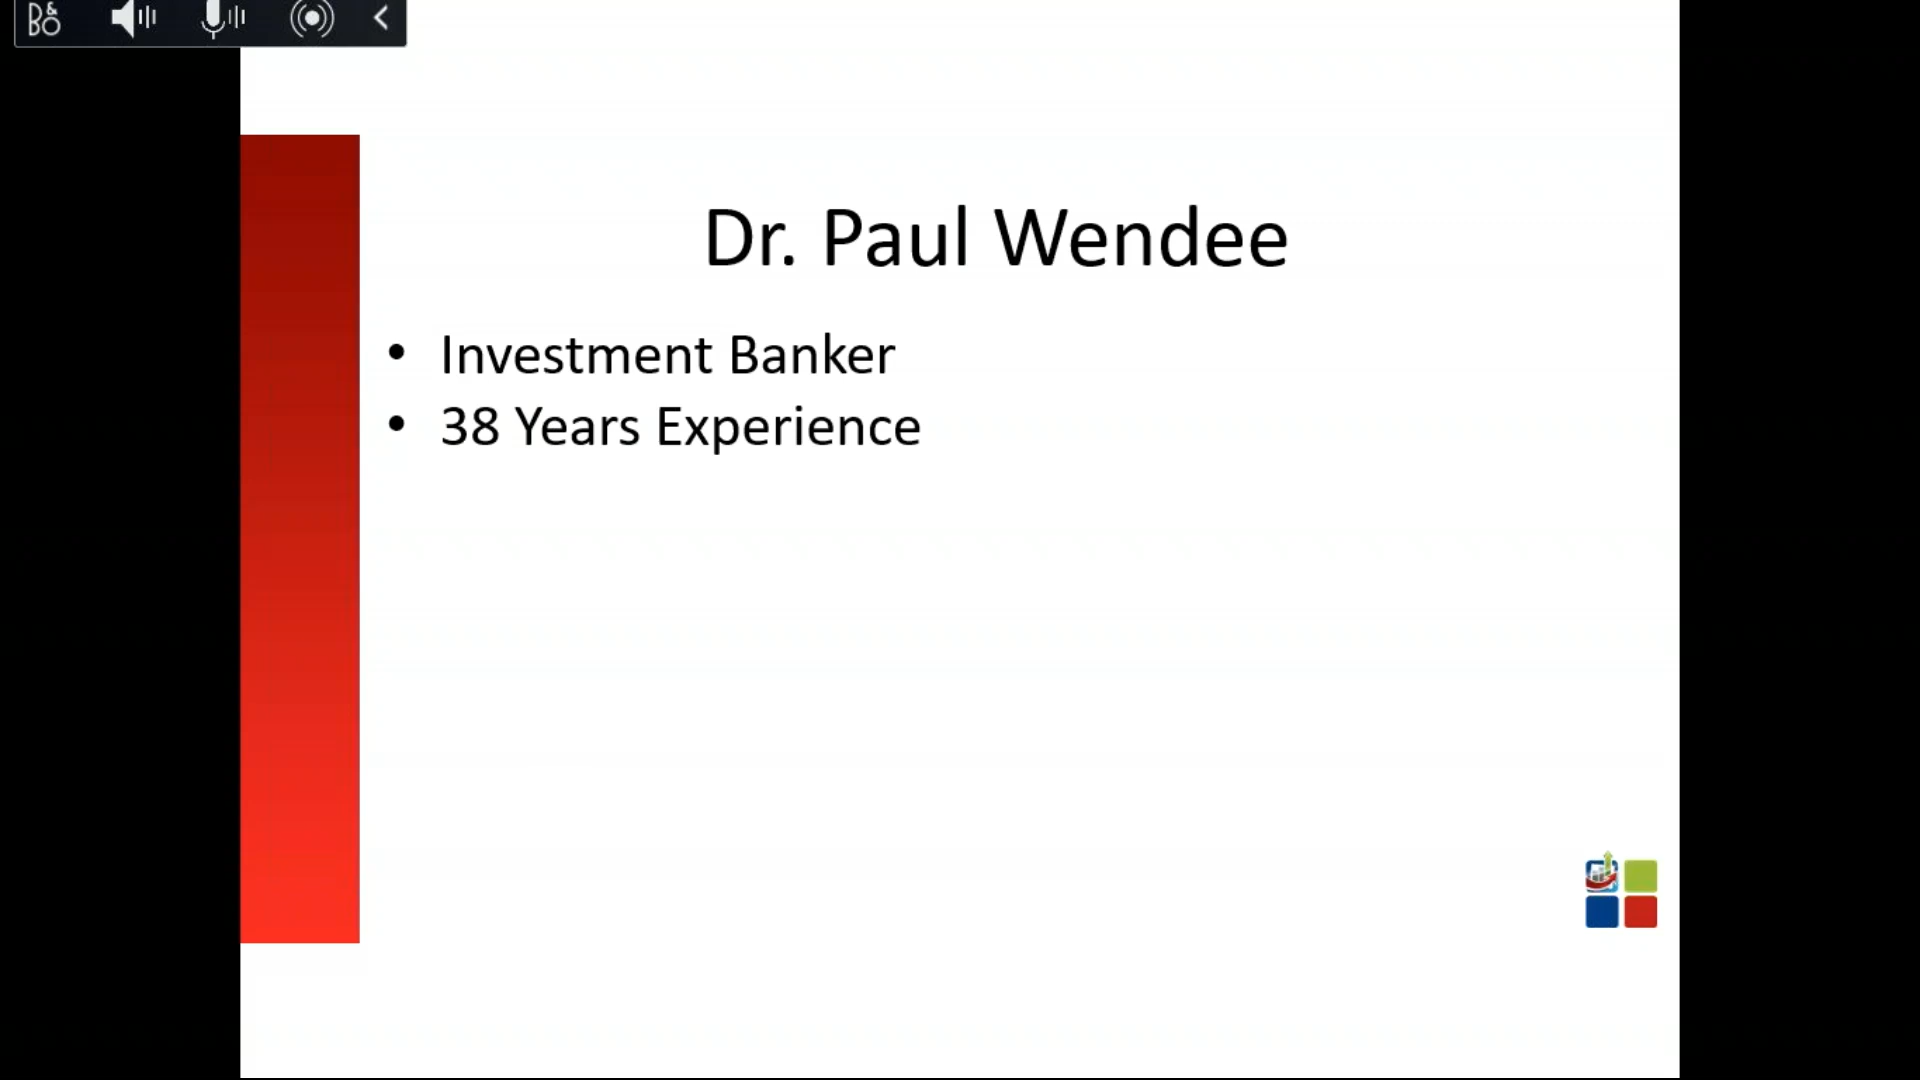 B&O
Dr. Paul Wendee
• Investment Banker
• 38 Years Experience